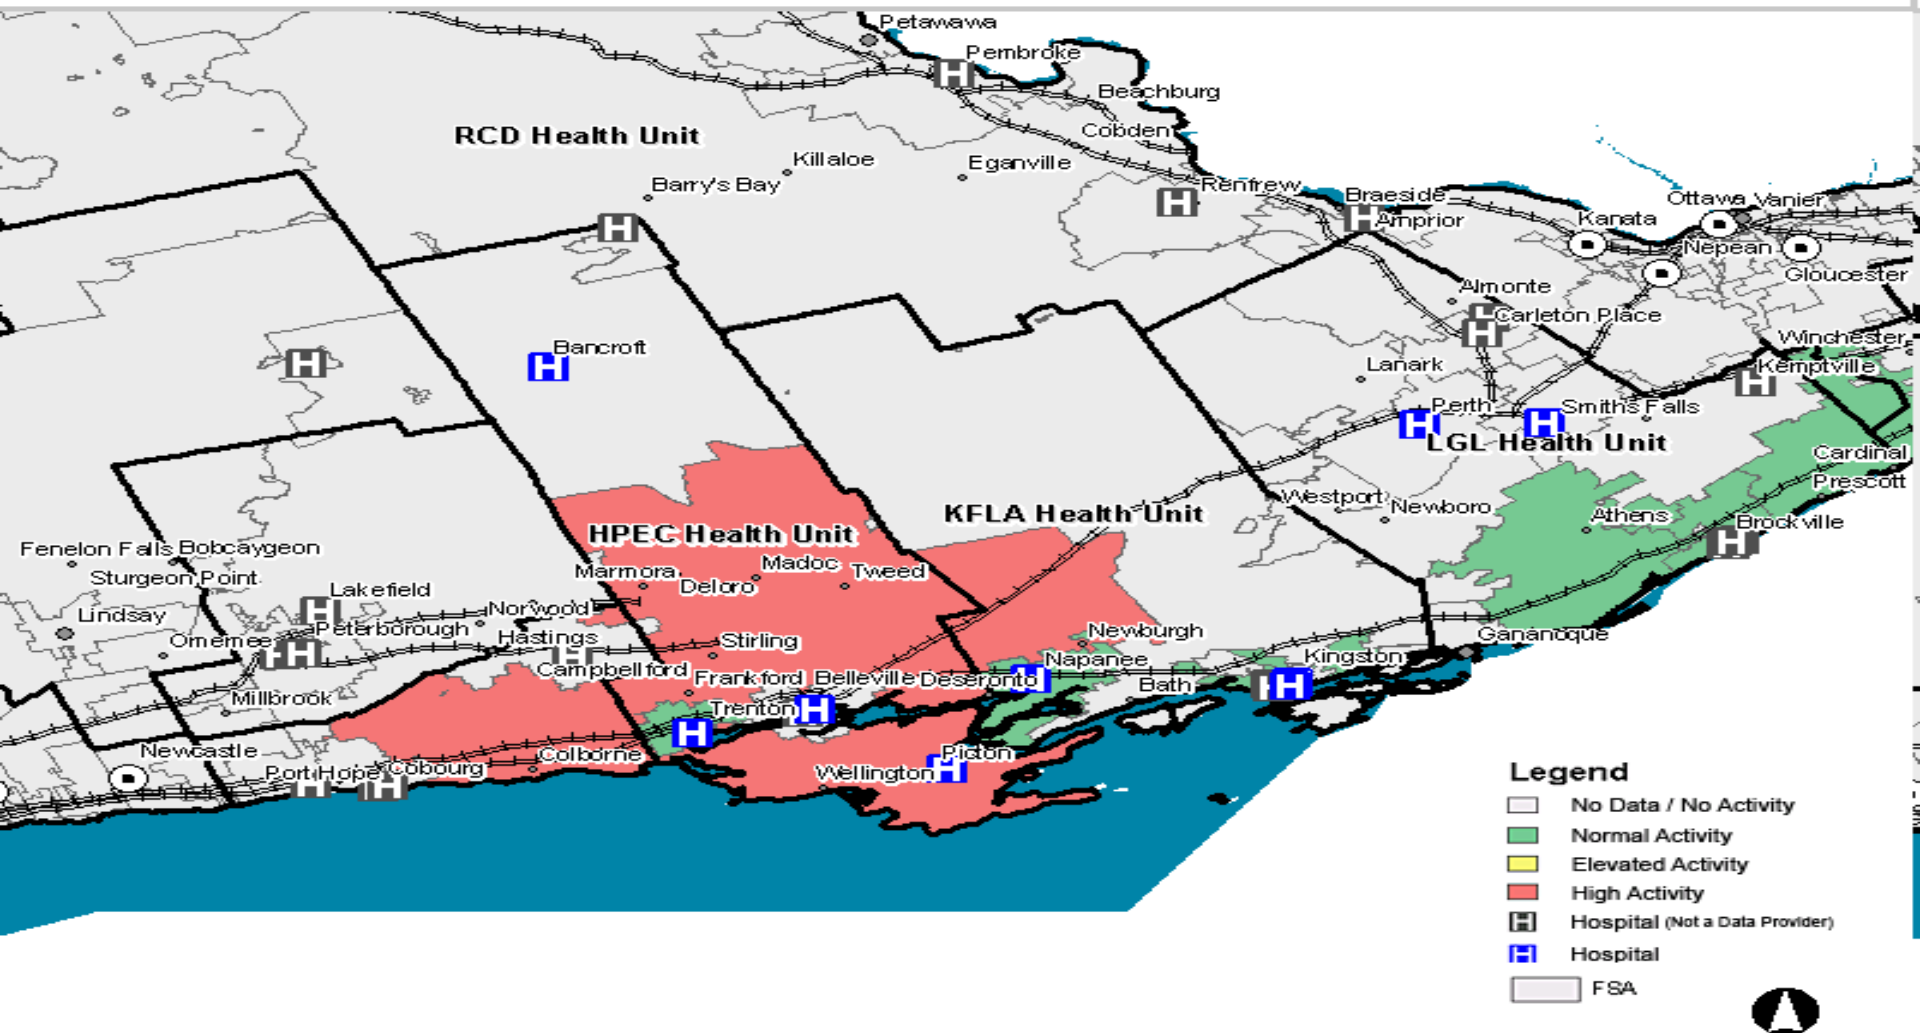 Petawawa
Pembroke
Beachburg
Cobden
RCD Health Unit
Killaloe
Eganville
Barry's Bay
Renfrew
Braeside
Arnprior
Ottawa Vanier
Kanata
Nepean
Gloucester
Almonte
Carleton Place
Winchester
Bancroft
Lanark
Kemptville
Perth
Smiths Falls
LGL Health Unit
Cardinal
Prescott
Westport
Newboro
KFLA Health Unit
Athens
Brockville
HPEC Health Unit
Fenelon Falls Bobcaygeon
Marmora
Madoc
Tweed
Sturgeon Point
Deloro
Lakefield
Lindsay
Norwood
Omemee
Peterborough
Hastings
Stirling
Newburgh
Gananoque
Campbellford
Frankford
Belleville
Deseronto
Napanee
Kingston
Bath
Millbrook
Trenton
Newcastle
Colborne
Picton
Port Hope
Cobourg
Wellington
Legend
No Data / No Activity
Normal Activity
Elevated Activity
High Activity
H Hospital (Not a Data Provider)
H Hospital
FSA